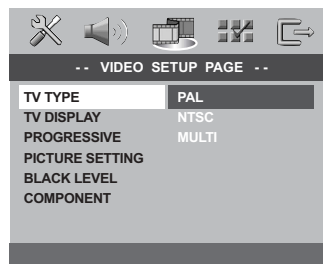 -- VIDEO SETUP PAGE --
TV TYPE PAL
TV DISPLAY NTSC
PROGRESSIVE MULTI
PICTURE SETTING
BLACK LEVEL
COMPONENT